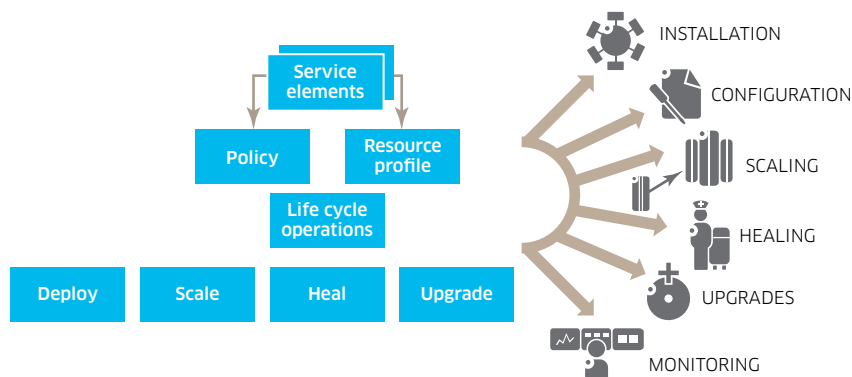 Service
elements
Policy
Resource
profile
Life cycle
operations
Deploy
Scale
Heal
Upgrade
INSTALLATION
CONFIGURATION
SCALING
HEALING
UPGRADES
MONITORING